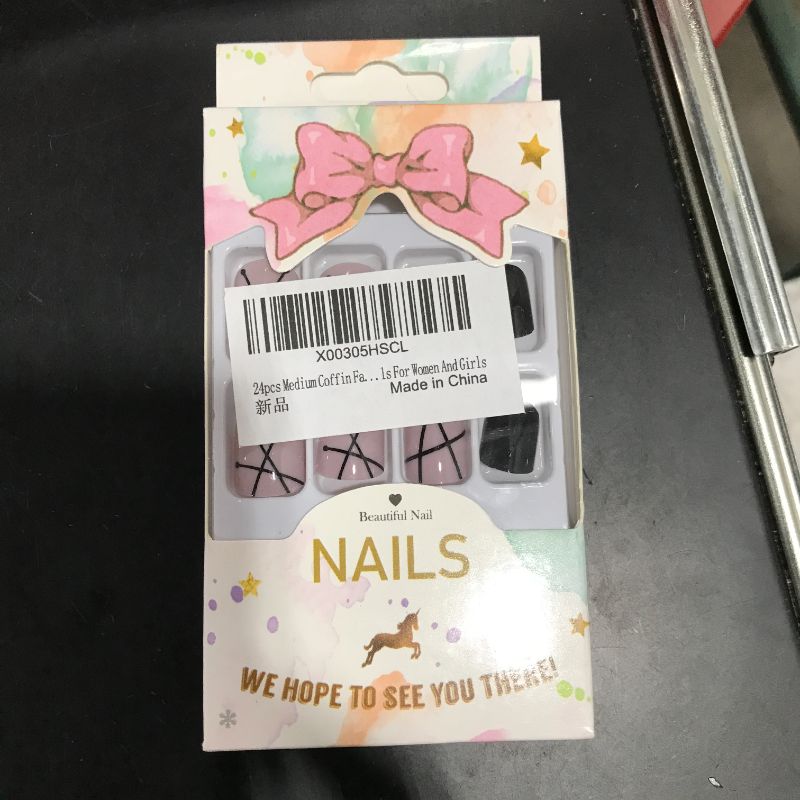 X00305HSCL
24pcs Medium Coffin Fa...ls For Women And Girls
Made in China
新品
Beautiful Nail
NAILS
WE HOPE TO SEE YOU THERE!